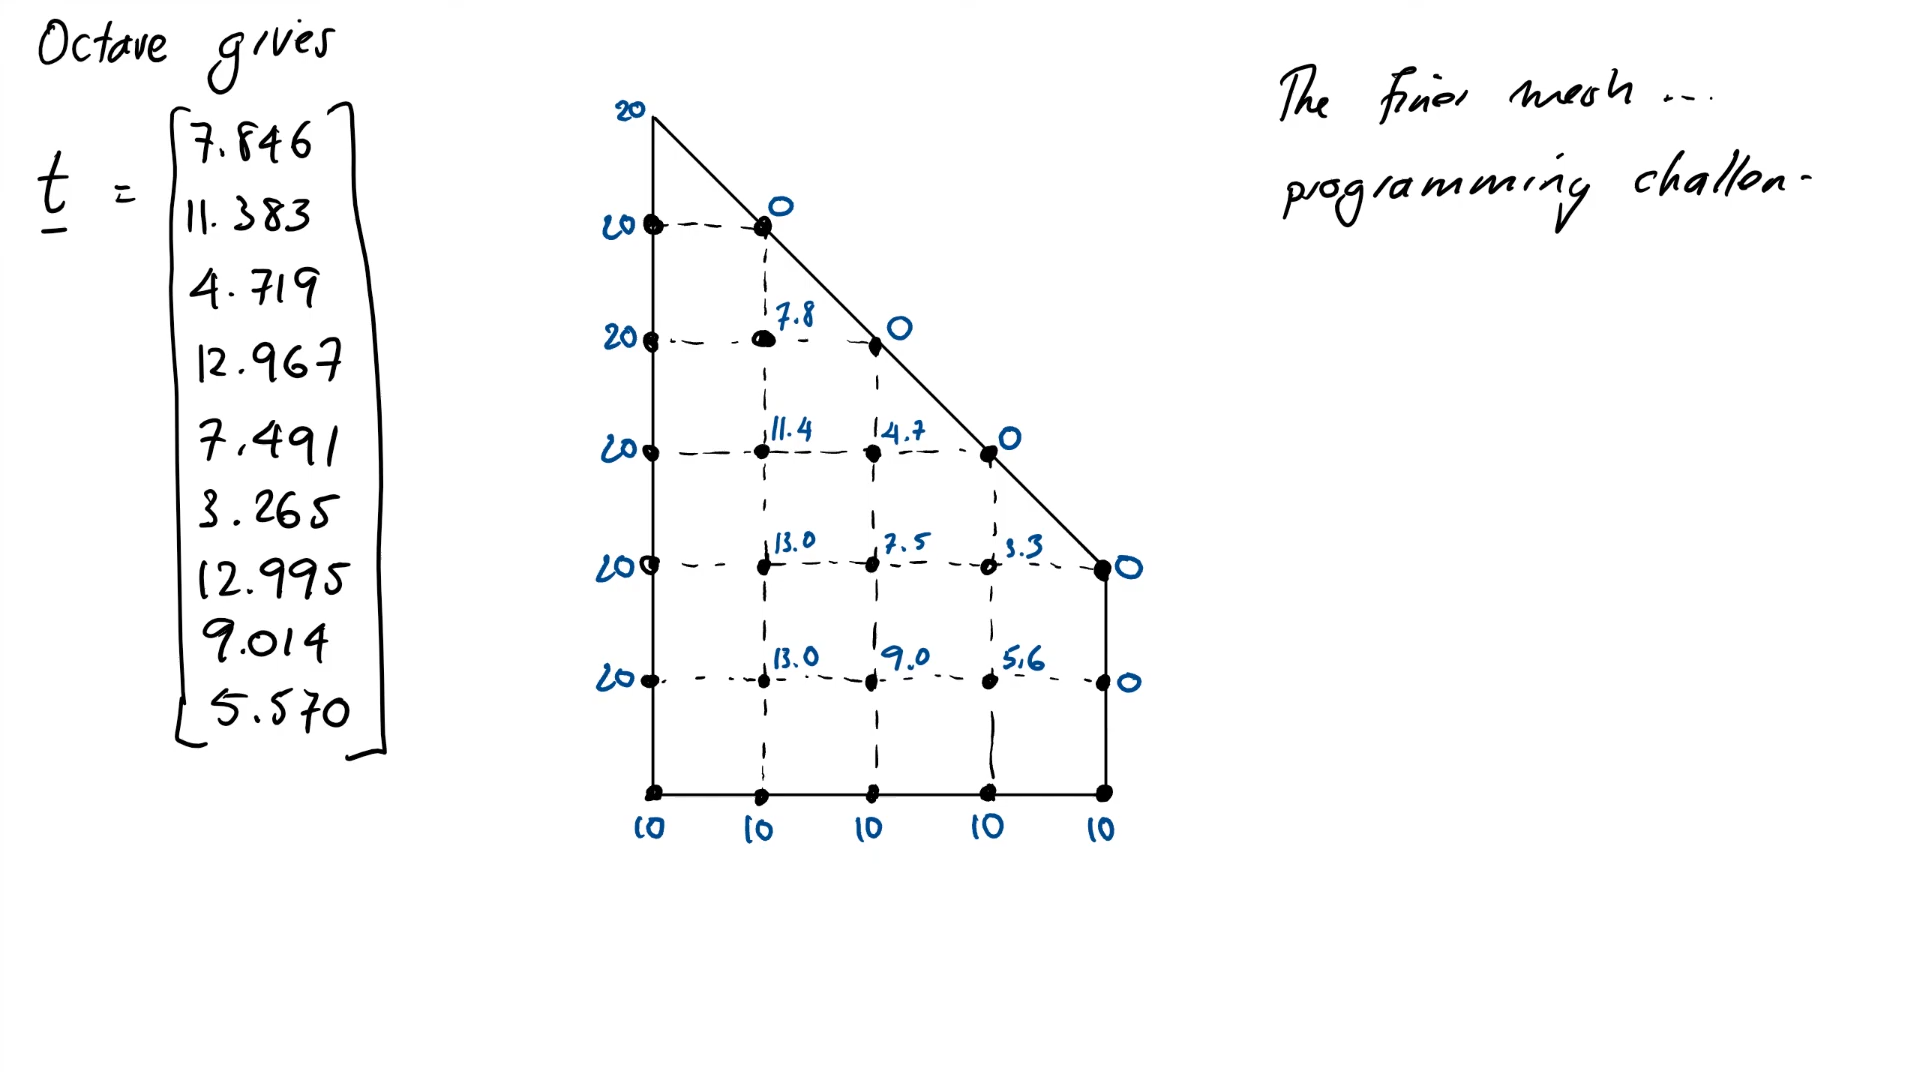 Octave gives
t = [7.846
11.383
4.719
12.967
7.491
3.265
12.995
9.014
5.570]
20
20 0
20 7.8 0
20 11.4 4.7 0
20 13.0 7.5 3.3 0
20 13.0 9.0 5.6 0
10 10 10 10 10
The finer mesh ...
programming challen-